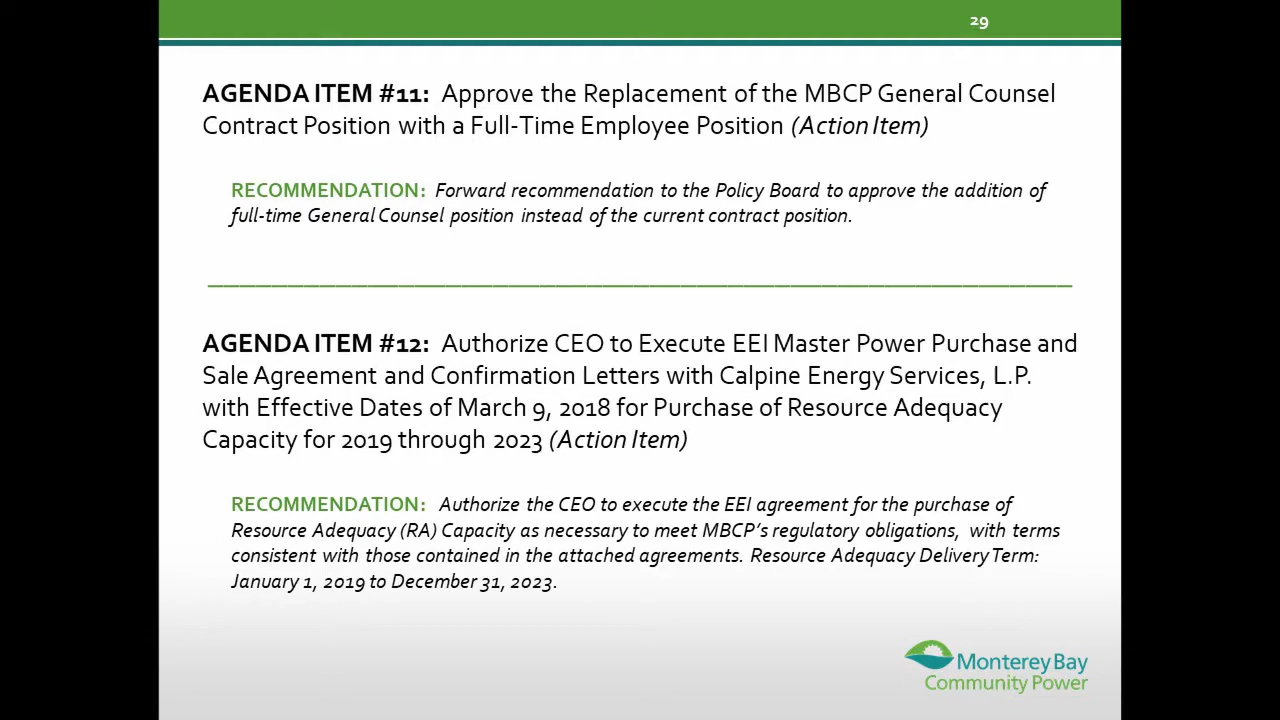 29
AGENDA ITEM #11: Approve the Replacement of the MBCP General Counsel
Contract Position with a Full-Time Employee Position (Action Item)
RECOMMENDATION: Forward recommendation to the Policy Board to approve the addition of
full-time General Counsel position instead of the current contract position.
AGENDA ITEM #12: Authorize CEO to Execute EEI Master Power Purchase and
Sale Agreement and Confirmation Letters with Calpine Energy Services, L.P.
with Effective Dates of March 9, 2018 for Purchase of Resource Adequacy
Capacity for 2019 through 2023 (Action Item)
RECOMMENDATION: Authorize the CEO to execute the EEI agreement for the purchase of
Resource Adequacy (RA) Capacity as necessary to meet MBCP's regulatory obligations, with terms
consistent with those contained in the attached agreements. Resource Adequacy Delivery Term:
January 1, 2019 to December 31, 2023.
Monterey Bay
Community Power